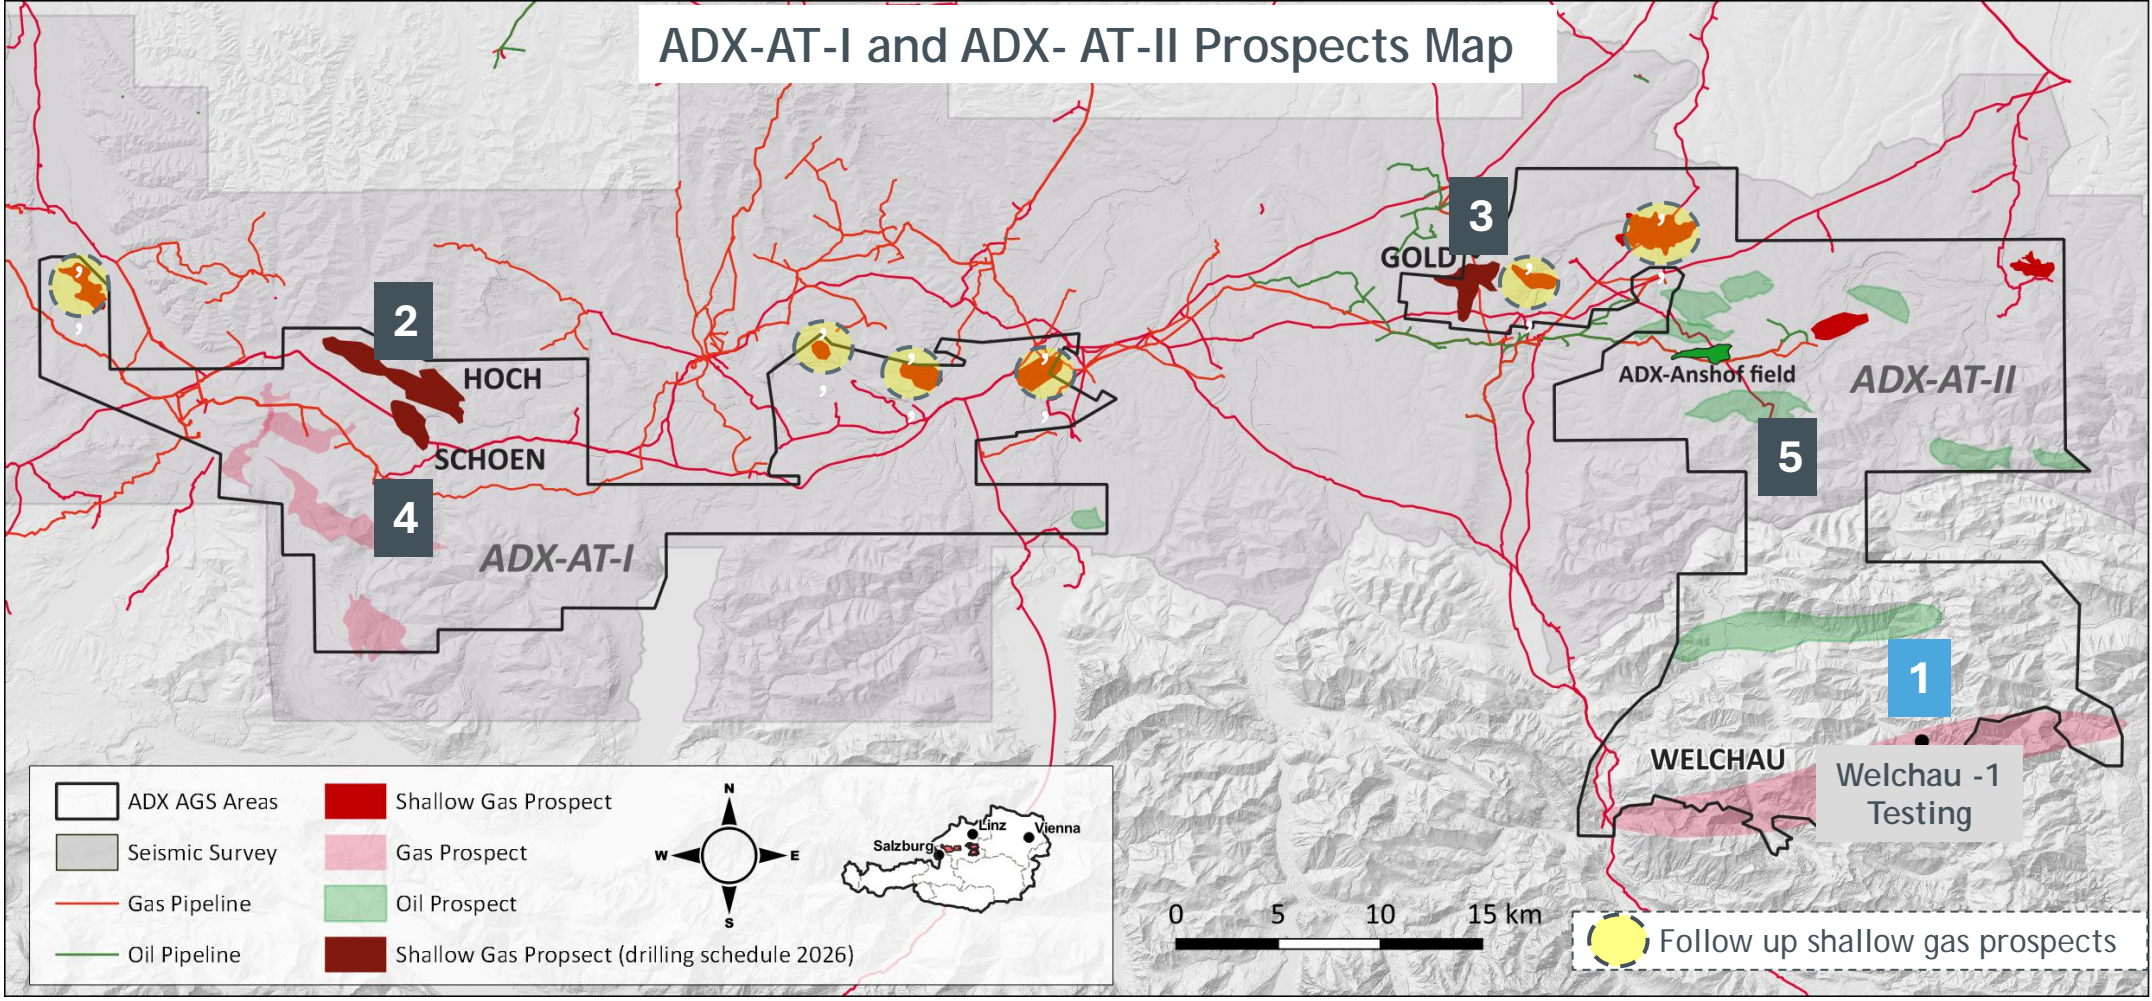 ADX-AT-I and ADX- AT-II Prospects Map
3
GOLD
2
HOCH
ADX-Anshof field
ADX-AT-II
SCHOEN
5
4
ADX-AT-I
1
WELCHAU
Welchau -1
Testing
ADX AGS Areas
Seismic Survey
Gas Pipeline
Oil Pipeline
Shallow Gas Prospect
Gas Prospect
Oil Prospect
Shallow Gas Propsect (drilling schedule 2026)
N
W E
S
Linz
Vienna
Salzburg
0 5 10 15 km
Follow up shallow gas prospects